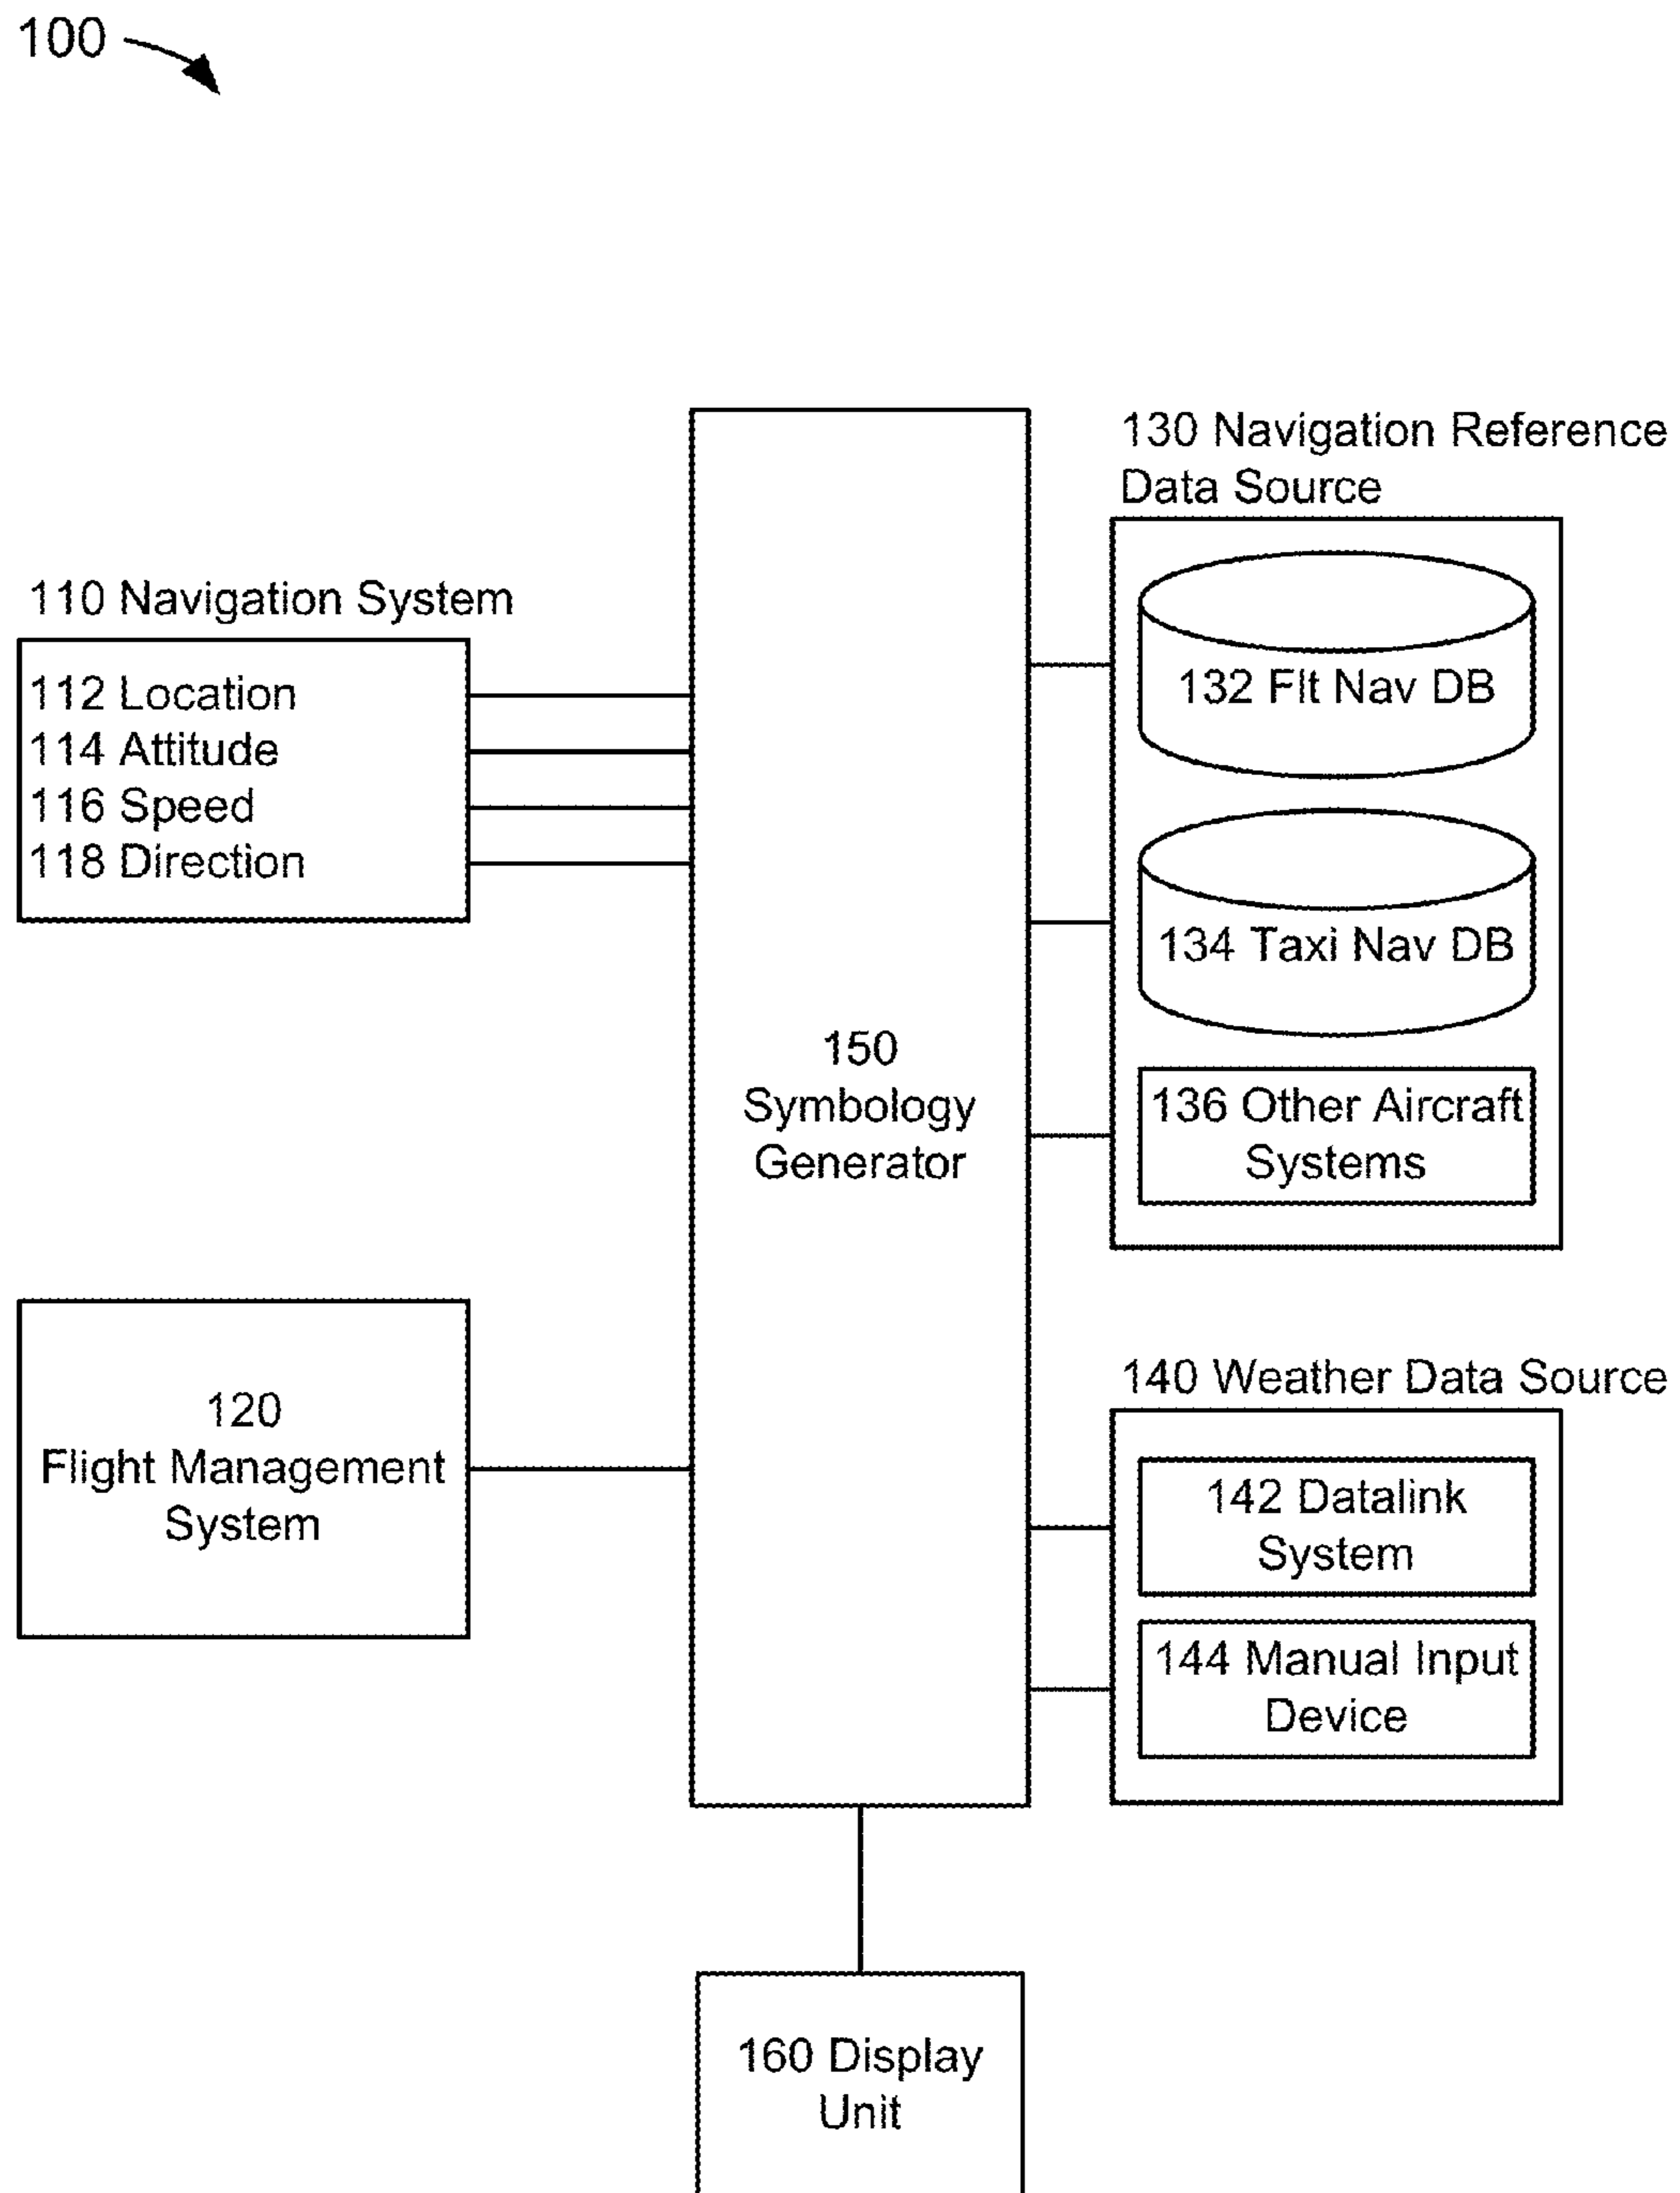 100
110 Navigation System
112 Location
114 Attitude
116 Speed
118 Direction
120
Flight Management
System
150
Symbology
Generator
130 Navigation Reference
Data Source
132 Flt Nav DB
134 Taxi Nav DB
136 Other Aircraft
Systems
140 Weather Data Source
142 Datalink
System
144 Manual Input
Device
160 Display
Unit